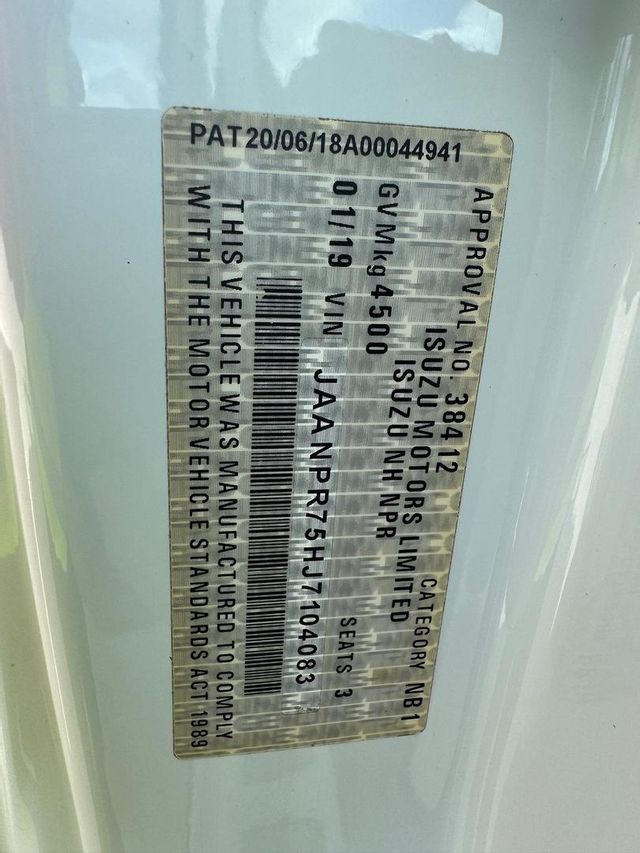 PAT20/06/18A00044941
APPROVAL NO. 38412 CATEGORY NB1
ISUZU MOTORS LIMITED
ISUZU NH NPR
GVMkg 4500
01/19 VIN JAANPR75HJ7104083 SEATS 3
THIS VEHICLE WAS MANUFACTURED TO COMPLY
WITH THE MOTOR VEHICLE STANDARDS ACT 1989